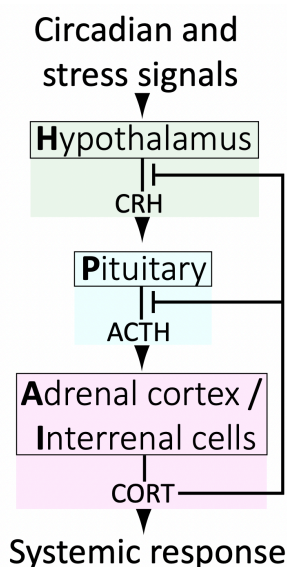 Circadian and
stress signals
Hypothalamus
CRH
Pituitary
ACTH
Adrenal cortex /
Interrenal cells
CORT
Systemic response